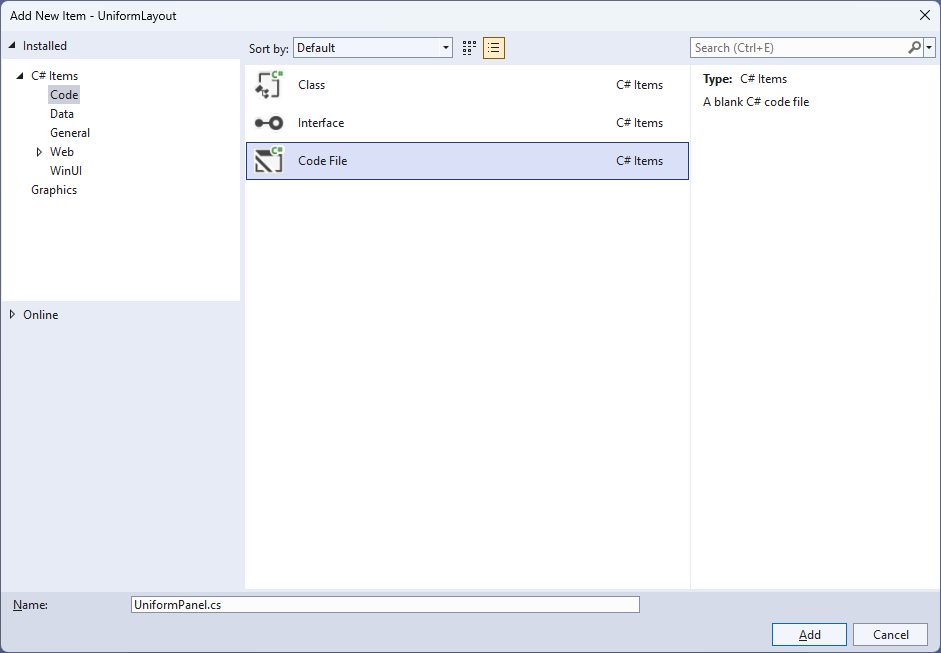 Add New Item - UniformLayout
Installed
Sort by: Default
Search (Ctrl+E)
C# Items
Code
Data
General
Web
WinUI
Graphics
Online
Class C# Items
Interface C# Items
Code File C# Items
Type: C# Items
A blank C# code file
Name: UniformPanel.cs
Add Cancel